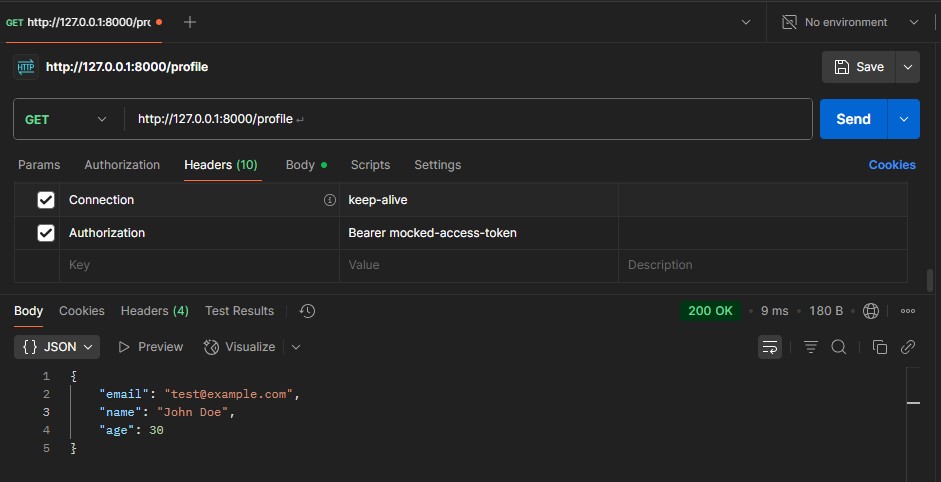 GET http://127.0.0.1:8000/pro
No environment
HTTP http://127.0.0.1:8000/profile
Save
GET http://127.0.0.1:8000/profile
Send
Params Authorization Headers (10) Body Scripts Settings Cookies
Connection keep-alive
Authorization Bearer mocked-access-token
Key Value Description
Body Cookies Headers (4) Test Results 200 OK • 9 ms • 180 B
{} JSON Preview Visualize
1 {
2 "email": "test@example.com",
3 "name": "John Doe",
4 "age": 30
5 }